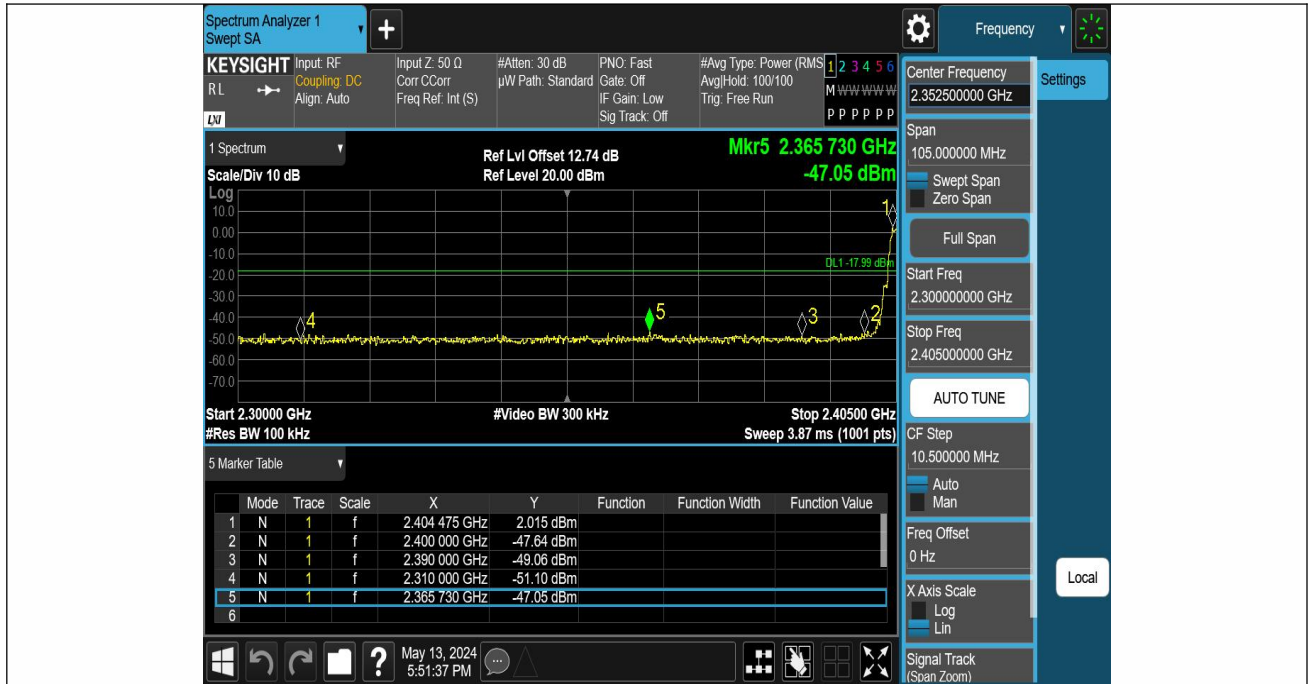 Spectrum Analyzer 1
Swept SA
+
Frequency
KEYSIGHT
RL
LXI
Input: RF
Coupling: DC
Align: Auto
Input Z: 50 Ω
Corr CCorr
Freq Ref: Int (S)
#Atten: 30 dB
µW Path: Standard
PNO: Fast
Gate: Off
IF Gain: Low
Sig Track: Off
#Avg Type: Power (RMS
Avg|Hold: 100/100
Trig: Free Run
1 2 3 4 5 6
M W W W W W
P P P P P P
1 Spectrum
Scale/Div 10 dB
Ref Lvl Offset 12.74 dB
Ref Level 20.00 dBm
Mkr5 2.365 730 GHz
-47.05 dBm
Log
10.0
0.00
-10.0
-20.0
-30.0
-40.0
-50.0
-60.0
-70.0
1
DL1 -17.99 dBm
4
5
3
2
Start 2.30000 GHz
#Res BW 100 kHz
#Video BW 300 kHz
Stop 2.40500 GHz
Sweep 3.87 ms (1001 pts)
5 Marker Table
Mode Trace Scale X Y Function Function Width Function Value
1 N 1 f 2.404 475 GHz 2.015 dBm
2 N 1 f 2.400 000 GHz -47.64 dBm
3 N 1 f 2.390 000 GHz -49.06 dBm
4 N 1 f 2.310 000 GHz -51.10 dBm
5 N 1 f 2.365 730 GHz -47.05 dBm
6
?
May 13, 2024
5:51:37 PM
Center Frequency
2.352500000 GHz
Settings
Span
105.000000 MHz
Swept Span
Zero Span
Full Span
Start Freq
2.300000000 GHz
Stop Freq
2.405000000 GHz
AUTO TUNE
CF Step
10.500000 MHz
Auto
Man
Freq Offset
0 Hz
X Axis Scale
Log
Lin
Local
Signal Track
(Span Zoom)